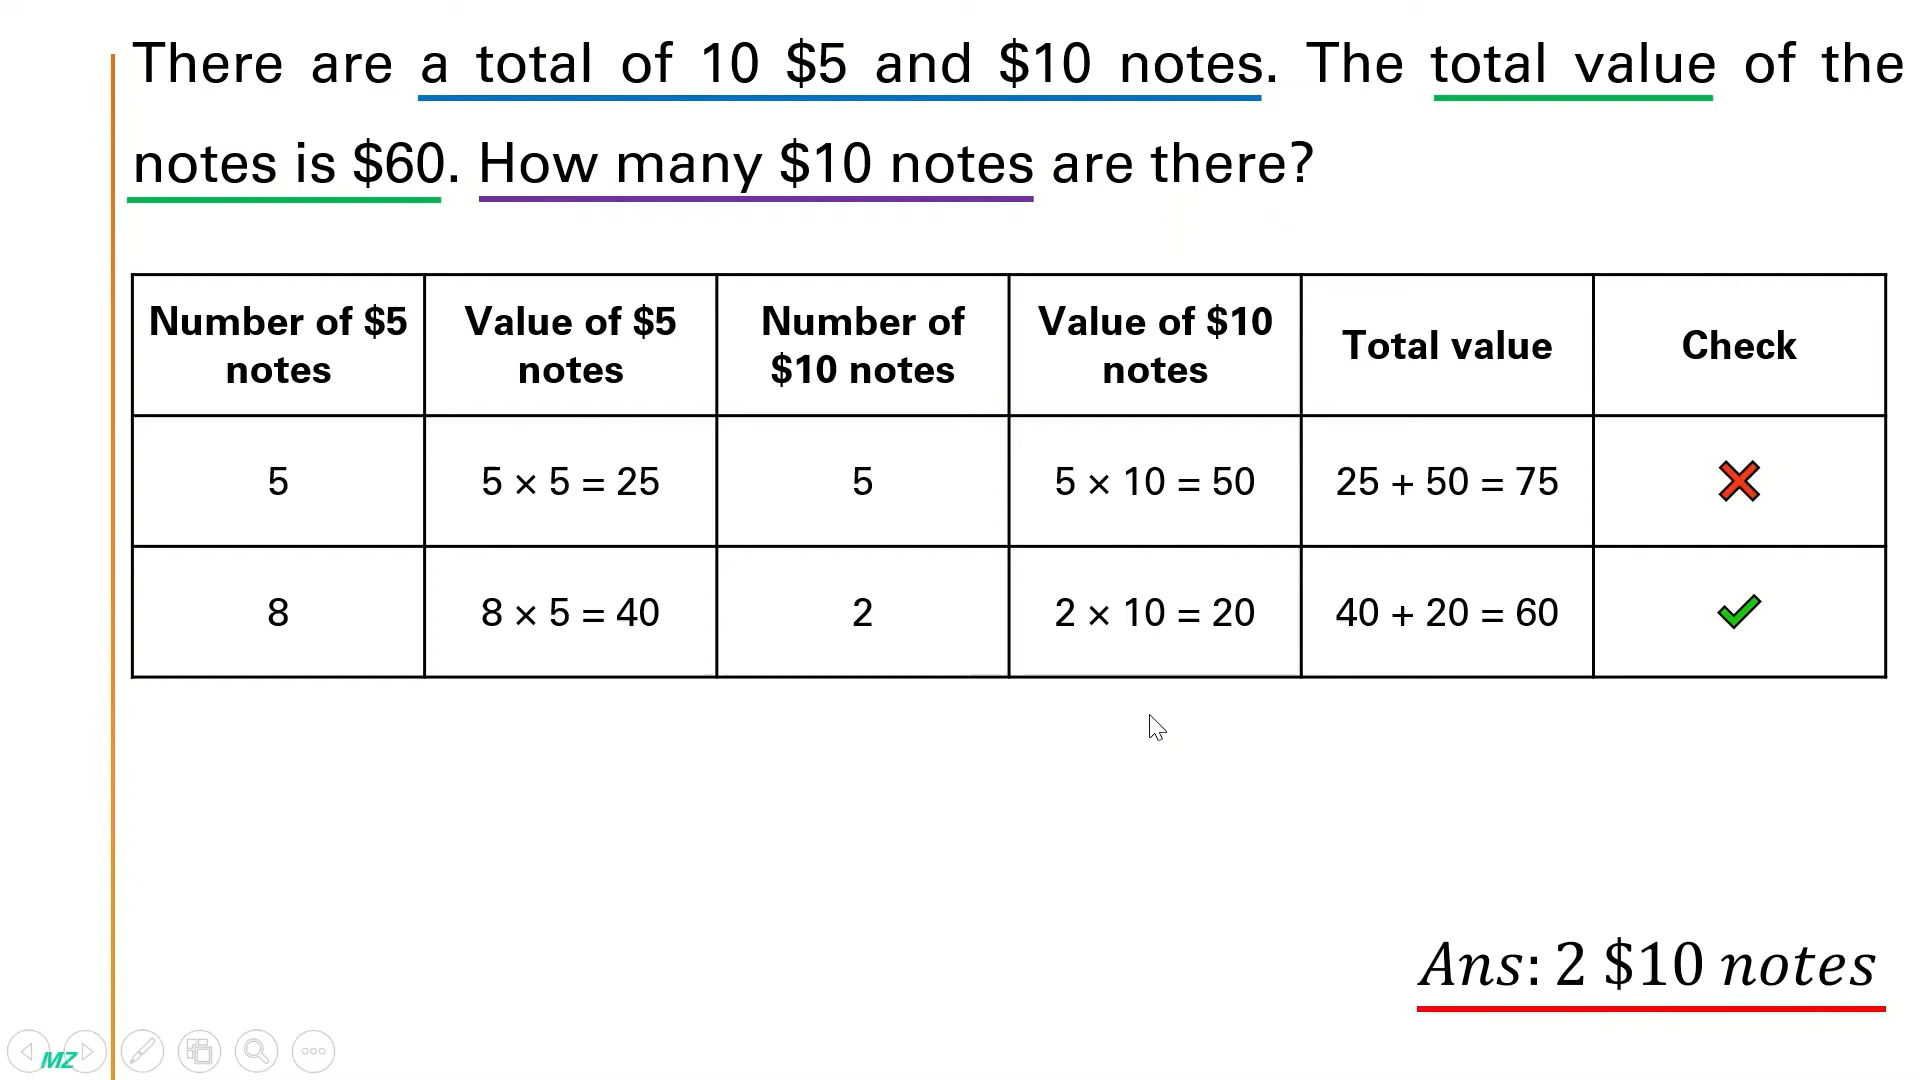 There are a total of 10 $5 and $10 notes. The total value of the
notes is $60. How many $10 notes are there?
Number of $5 notes
Value of $5 notes
Number of $10 notes
Value of $10 notes
Total value
Check
5
5 × 5 = 25
5
5 × 10 = 50
25 + 50 = 75
8
8 × 5 = 40
2
2 × 10 = 20
40 + 20 = 60
Ans: 2 $10 notes
MZ